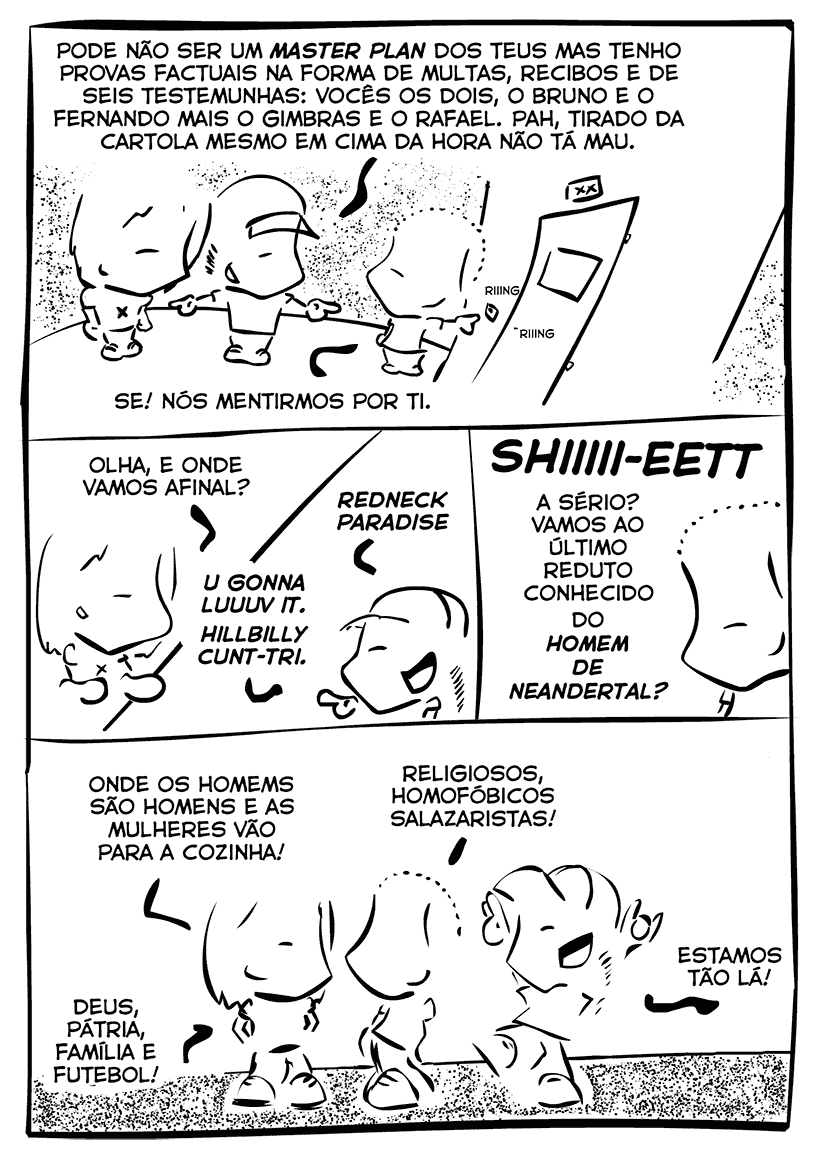 PODE NÃO SER UM MASTER PLAN DOS TEUS MAS TENHO
PROVAS FACTUAIS NA FORMA DE MULTAS, RECIBOS E DE
SEIS TESTEMUNHAS: VOCÊS OS DOIS, O BRUNO E O
FERNANDO MAIS O GIMBRAS E O RAFAEL. PAH, TIRADO DA
CARTOLA MESMO EM CIMA DA HORA NÃO TÁ MAU.
XX
RIIING
RIIING
X
SE! NÓS MENTIRMOS POR TI.
OLHA, E ONDE
VAMOS AFINAL?
REDNECK
PARADISE
U GONNA
LUUUV IT.
HILLBILLY
CUNT-TRI.
X
SHIIIII-EETT
A SÉRIO?
VAMOS AO
ÚLTIMO
REDUTO
CONHECIDO
DO
HOMEM
DE
NEANDERTAL?
ONDE OS HOMEMS
SÃO HOMENS E AS
MULHERES VÃO
PARA A COZINHA!
RELIGIOSOS,
HOMOFÓBICOS
SALAZARISTAS!
ESTAMOS
TÃO LÁ!
DEUS,
PÁTRIA,
FAMÍLIA E
FUTEBOL!